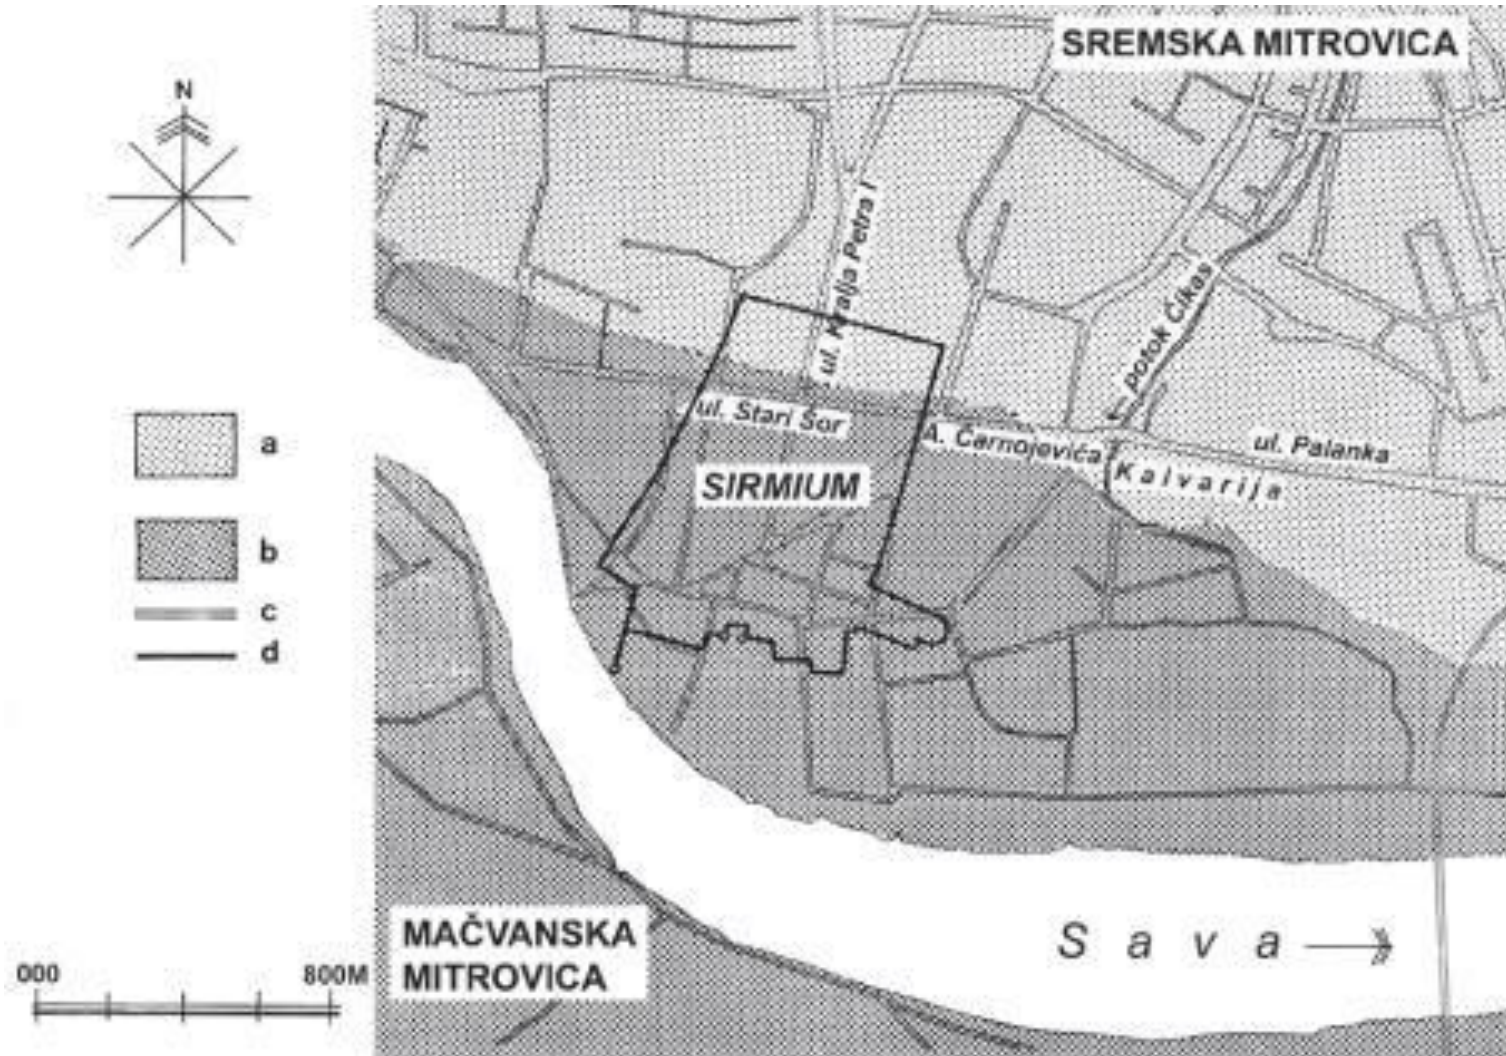 SREMSKA MITROVICA
N
ul. Kralja Petra I
potok Čikas
ul. Stari Šor
A. Čarnojevića
ul. Palanka
Kalvarija
SIRMIUM
a
b
c
d
MAČVANSKA
MITROVICA
Sava
000
800M